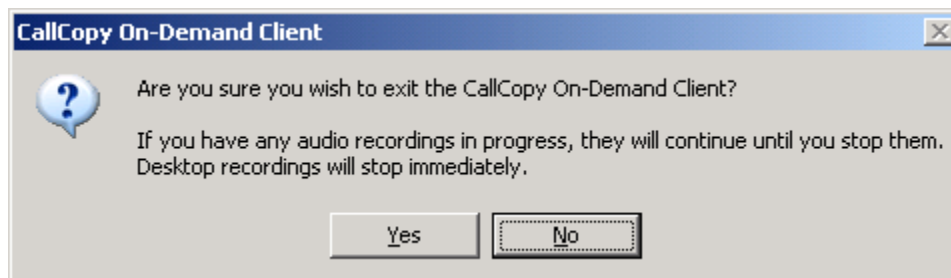 CallCopy On-Demand Client
Are you sure you wish to exit the CallCopy On-Demand Client?
If you have any audio recordings in progress, they will continue until you stop them.
Desktop recordings will stop immediately.
Yes
No